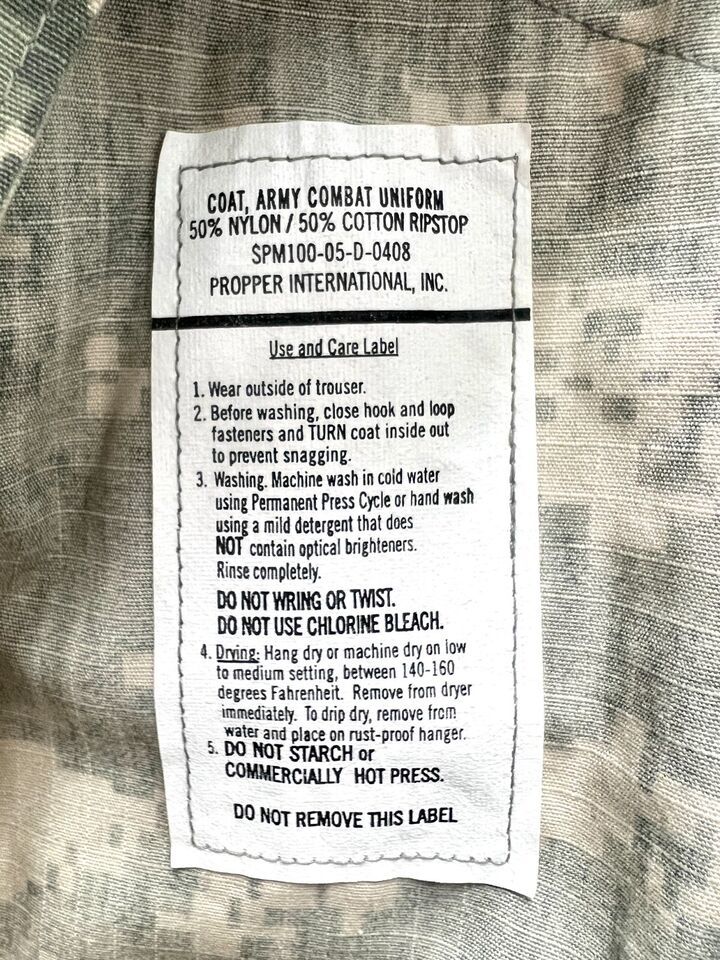 COAT, ARMY COMBAT UNIFORM
50% NYLON / 50% COTTON RIPSTOP
SPM100-05-D-0408
PROPPER INTERNATIONAL, INC.
Use and Care Label
1. Wear outside of trouser.
2. Before washing, close hook and loop
fasteners and TURN coat inside out
to prevent snagging.
3. Washing. Machine wash in cold water
using Permanent Press Cycle or hand wash
using a mild detergent that does
NOT contain optical brighteners.
Rinse completely.
DO NOT WRING OR TWIST.
DO NOT USE CHLORINE BLEACH.
4. Drying: Hang dry or machine dry on low
to medium setting, between 140-160
degrees Fahrenheit. Remove from dryer
immediately. To drip dry, remove from
water and place on rust-proof hanger.
5. DO NOT STARCH or
COMMERCIALLY HOT PRESS.
DO NOT REMOVE THIS LABEL